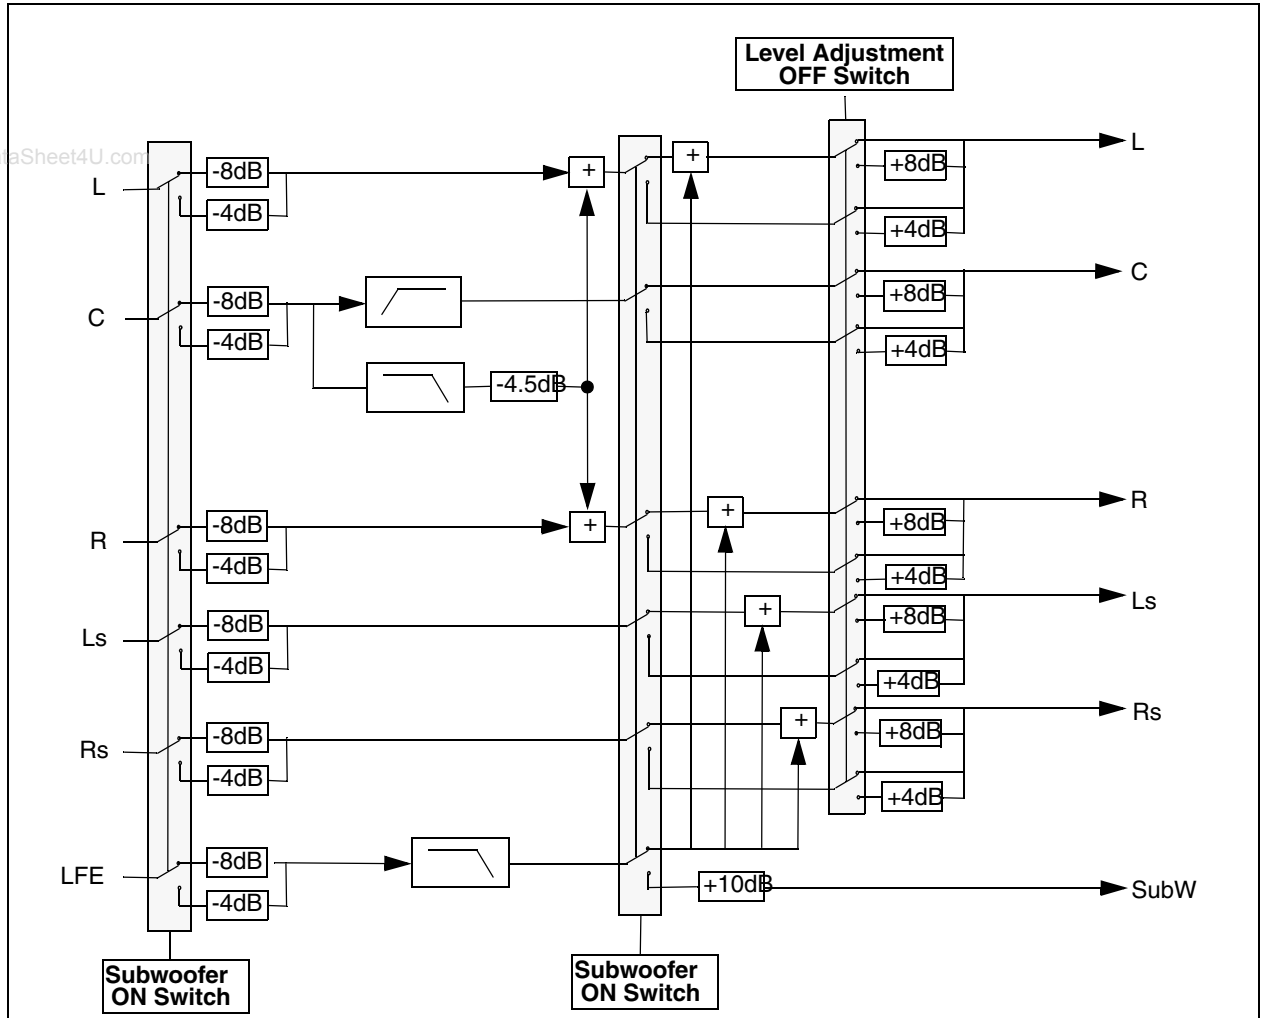 Level Adjustment
OFF Switch
taSheet4U.com
L
-8dB
-4dB
+
+
+8dB
+4dB
L
C
-8dB
-4dB
-4.5dB
+8dB
+4dB
C
R
-8dB
-4dB
+
+
+8dB
+4dB
R
Ls
-8dB
-4dB
+
+8dB
+4dB
Ls
Rs
-8dB
-4dB
+
+8dB
+4dB
Rs
LFE
-8dB
-4dB
+10dB
SubW
Subwoofer
ON Switch
Subwoofer
ON Switch